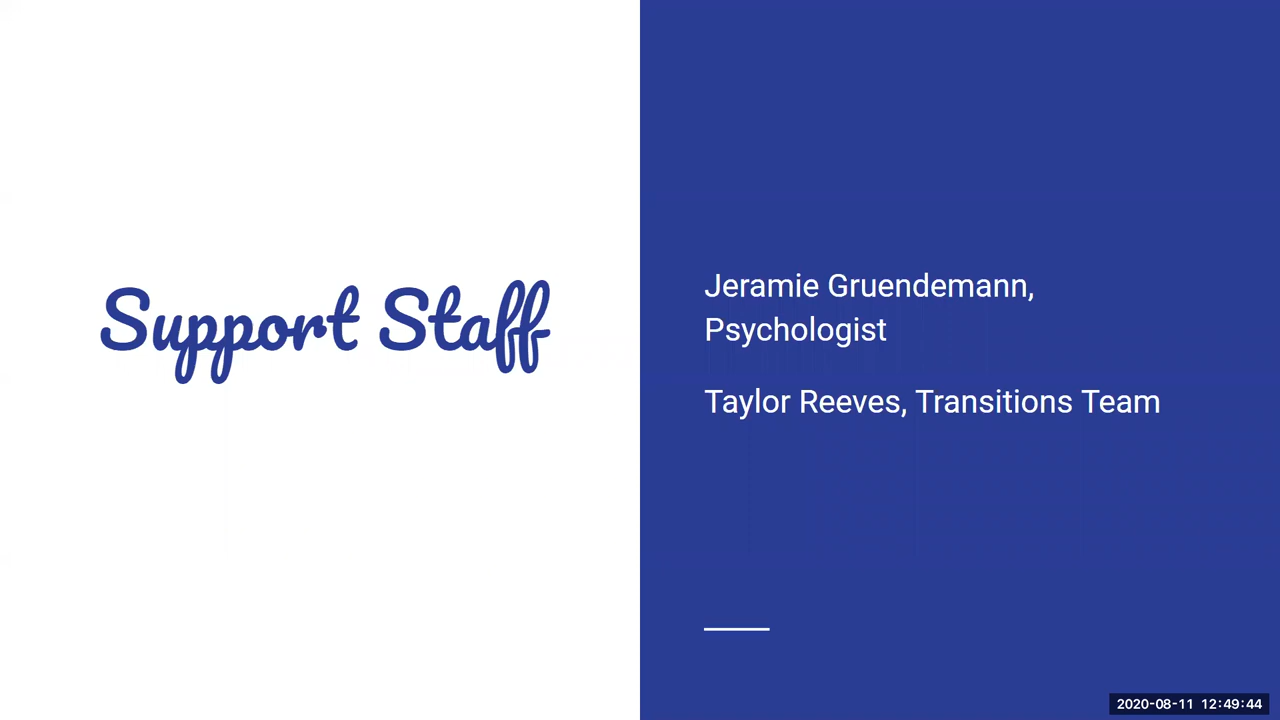 Support Staff
Jeramie Gruendemann,
Psychologist
Taylor Reeves, Transitions Team
2020-08-11 12:49:44